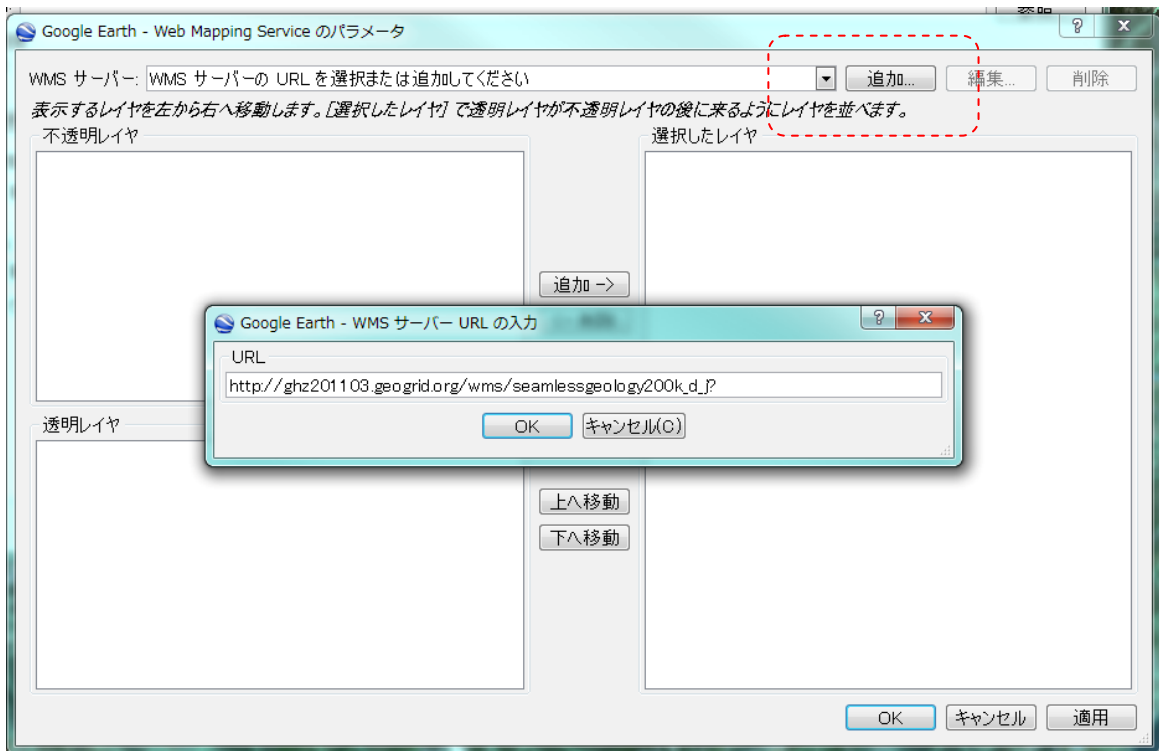 Google Earth - Web Mapping Service のパラメータ
WMS サーバー: WMS サーバーの URL を選択または追加してください 追加... 編集... 削除
表示するレイヤを左から右へ移動します。[選択したレイヤ] で透明レイヤが不透明レイヤの後に来るようにレイヤを並べます。
不透明レイヤ 選択したレイヤ
追加 ->
Google Earth - WMS サーバー URL の入力
URL
http://ghz201103.geogrid.org/wms/seamlessgeology200k_d_j?
OK キャンセル(C)
透明レイヤ
上へ移動
下へ移動
OK キャンセル 適用